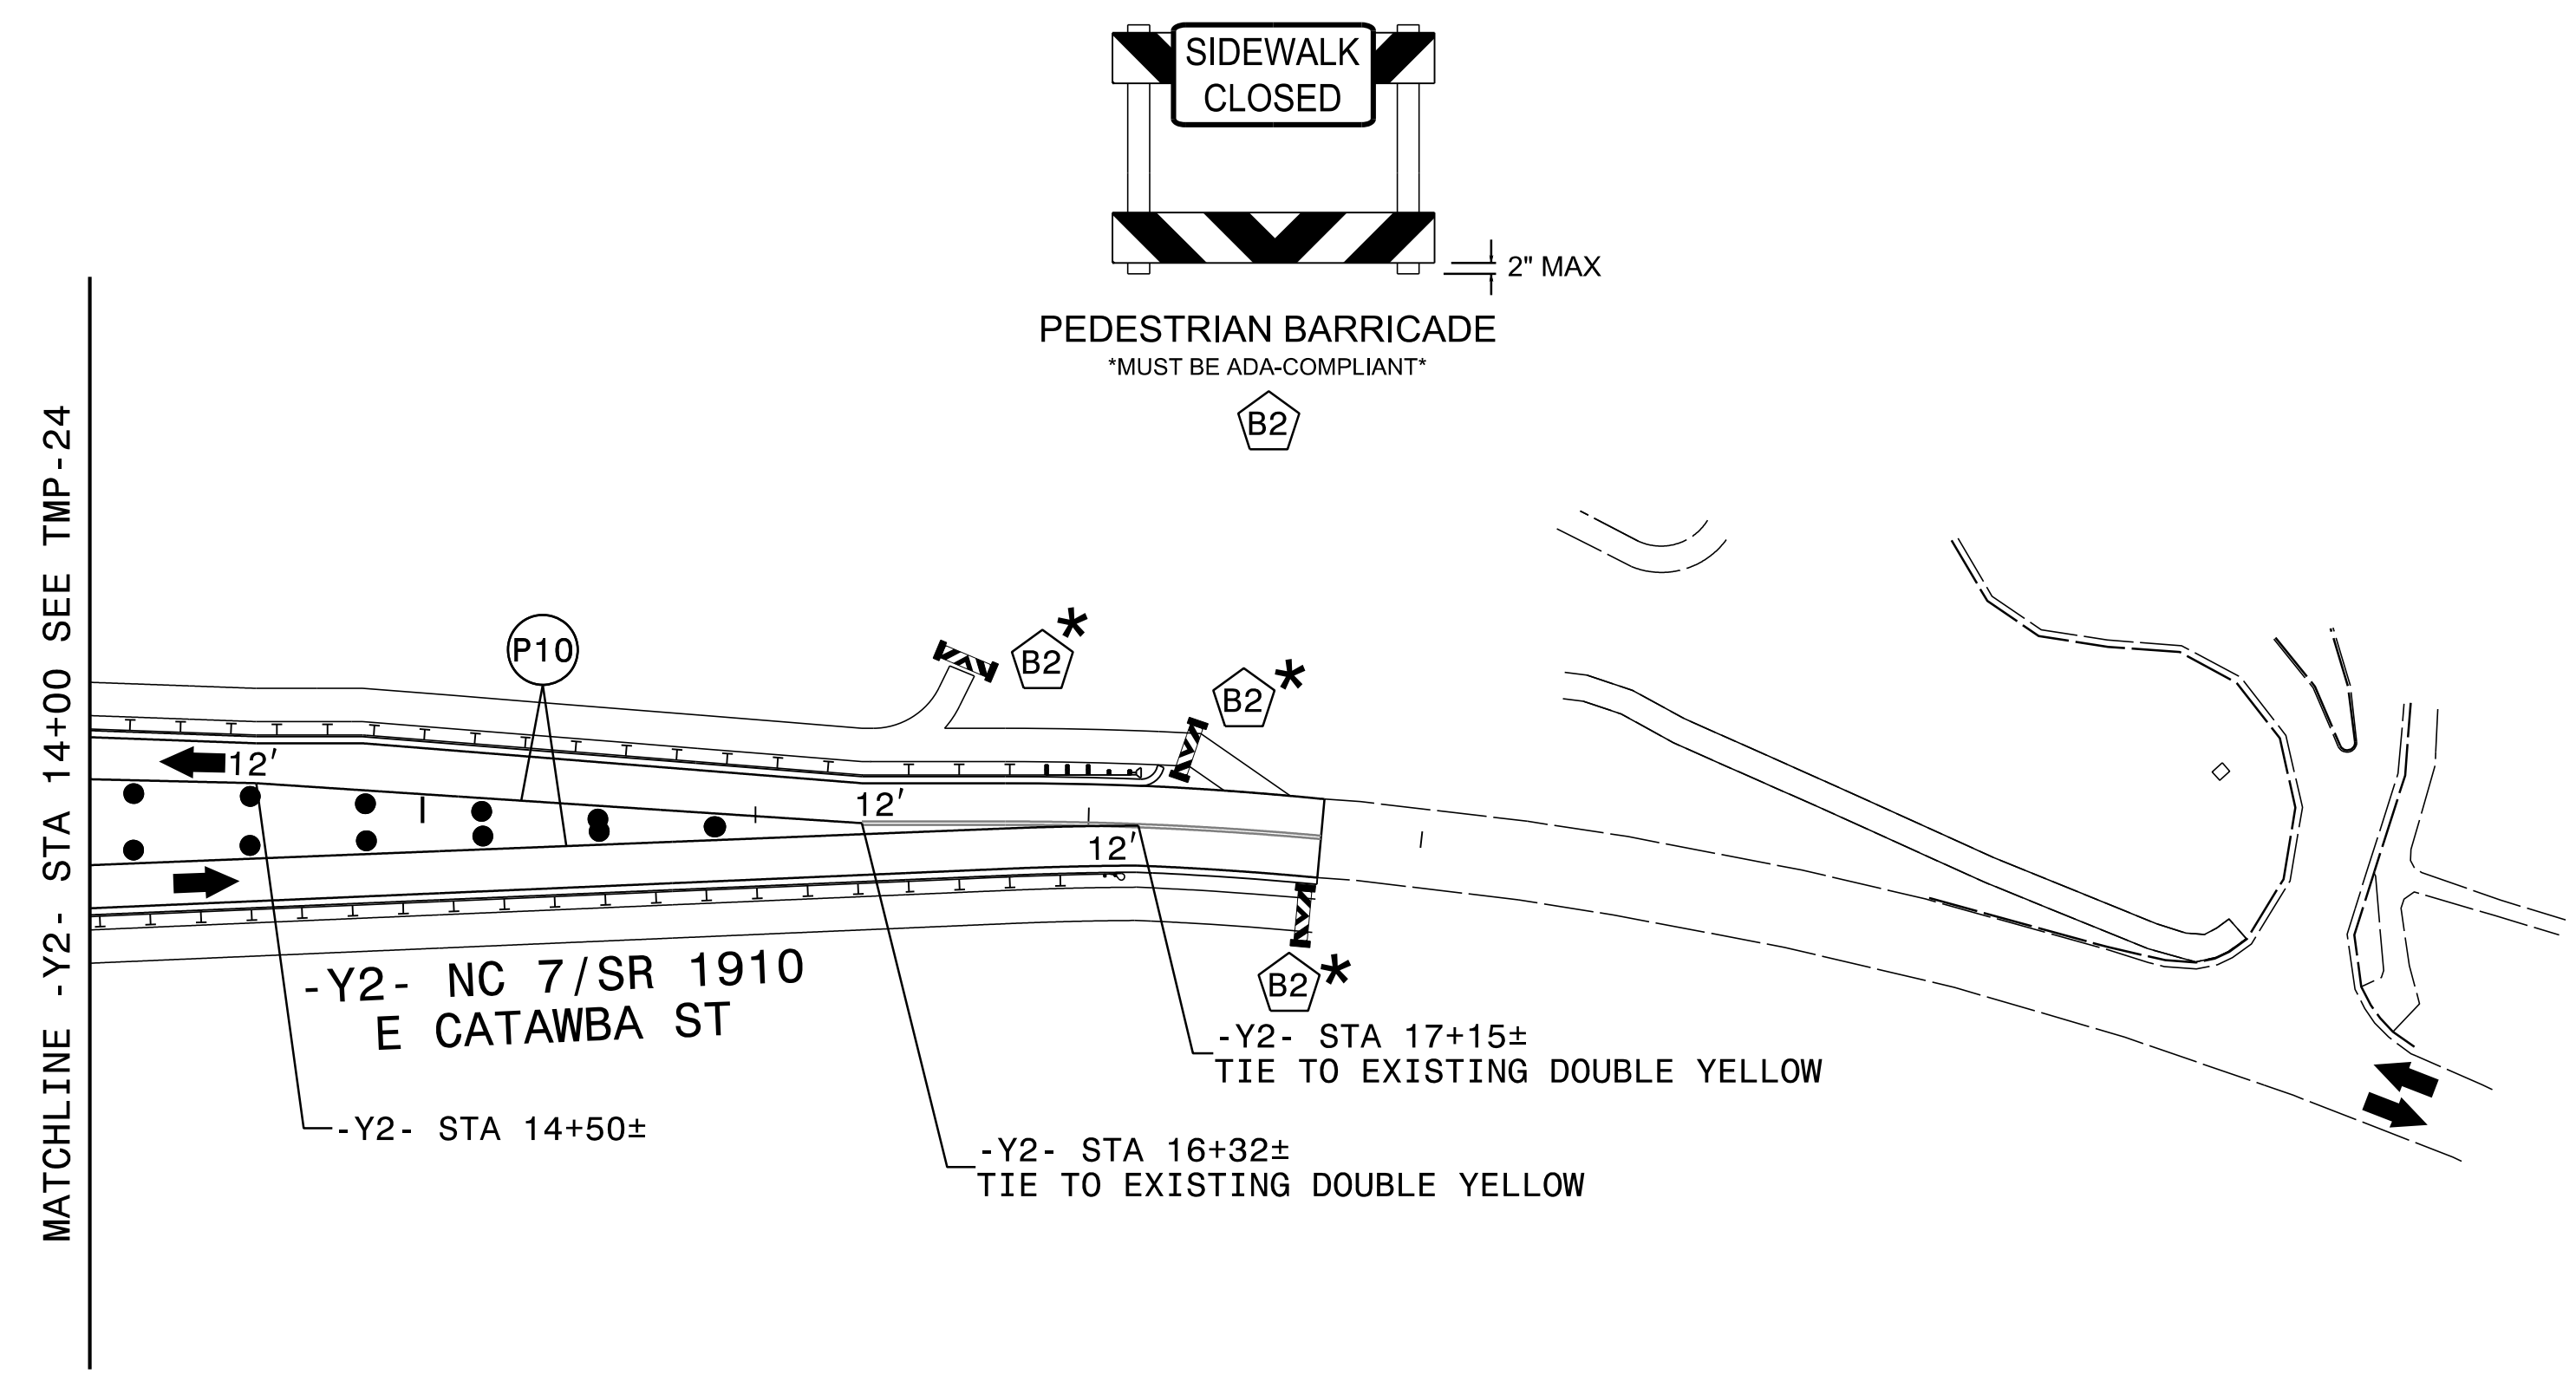 SIDEWALK
CLOSED
2" MAX
PEDESTRIAN BARRICADE
*MUST BE ADA-COMPLIANT*
B2
MATCHLINE -Y2- STA 14+00 SEE TMP-24
P10
B2*
B2*
12'
12'
12'
-Y2- NC 7/SR 1910
E CATAWBA ST
B2*
-Y2- STA 17+15±
TIE TO EXISTING DOUBLE YELLOW
-Y2- STA 14+50±
-Y2- STA 16+32±
TIE TO EXISTING DOUBLE YELLOW